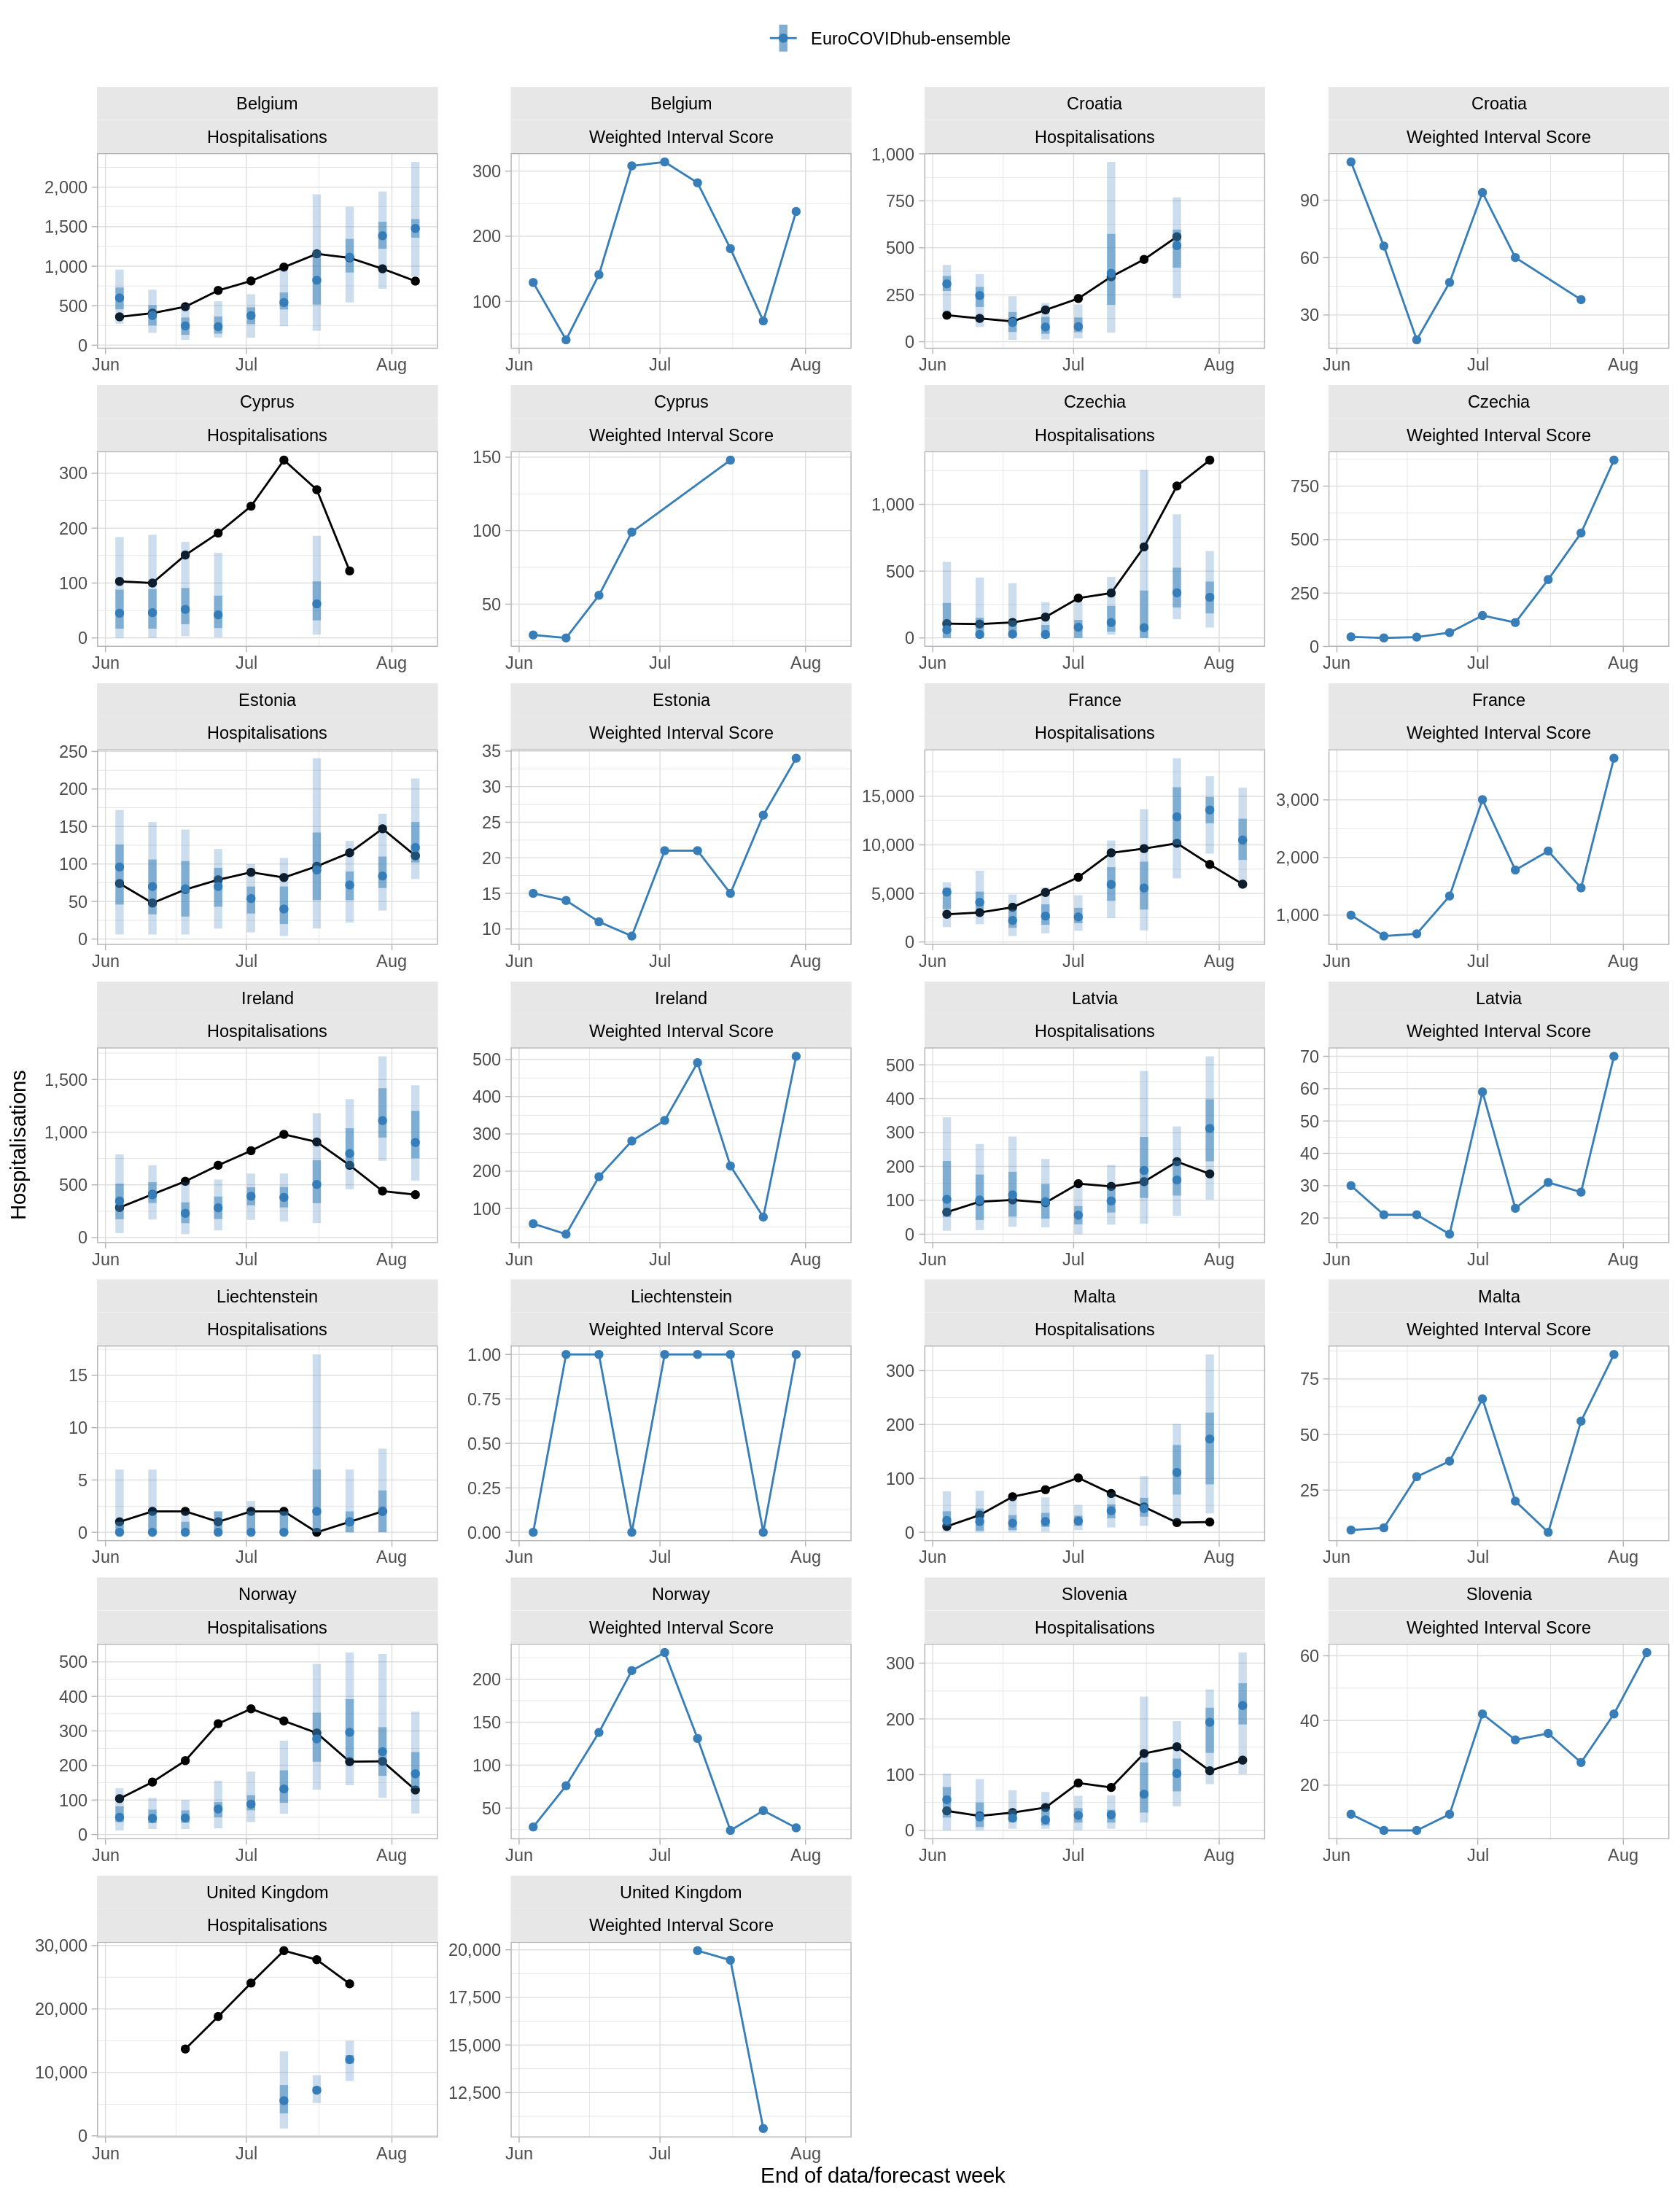 EuroCOVIDhub-ensemble
Belgium Belgium Croatia Croatia
Hospitalisations Weighted Interval Score Hospitalisations Weighted Interval Score
2,000 1,500 1,000 500 0
300 200 100
1,000 750 500 250 0
90 60 30
Jun Jul Aug Jun Jul Aug Jun Jul Aug Jun Jul Aug
Cyprus Cyprus Czechia Czechia
Hospitalisations Weighted Interval Score Hospitalisations Weighted Interval Score
300 200 100 0
150 100 50
1,000 500 0
750 500 250 0
Jun Jul Aug Jun Jul Aug Jun Jul Aug Jun Jul Aug
Estonia Estonia France France
Hospitalisations Weighted Interval Score Hospitalisations Weighted Interval Score
250 200 150 100 50 0
35 30 25 20 15 10
15,000 10,000 5,000 0
3,000 2,000 1,000
Jun Jul Aug Jun Jul Aug Jun Jul Aug Jun Jul Aug
Ireland Ireland Latvia Latvia
Hospitalisations Weighted Interval Score Hospitalisations Weighted Interval Score
1,500 1,000 500 0
500 400 300 200 100
500 400 300 200 100 0
70 60 50 40 30 20
Jun Jul Aug Jun Jul Aug Jun Jul Aug Jun Jul Aug
Liechtenstein Liechtenstein Malta Malta
Hospitalisations Weighted Interval Score Hospitalisations Weighted Interval Score
15 10 5 0
1.00 0.75 0.50 0.25 0.00
300 200 100 0
75 50 25
Jun Jul Aug Jun Jul Aug Jun Jul Aug Jun Jul Aug
Norway Norway Slovenia Slovenia
Hospitalisations Weighted Interval Score Hospitalisations Weighted Interval Score
500 400 300 200 100 0
200 150 100 50
300 200 100 0
60 40 20
Jun Jul Aug Jun Jul Aug Jun Jul Aug Jun Jul Aug
United Kingdom United Kingdom
Hospitalisations Weighted Interval Score
30,000 20,000 10,000 0
20,000 17,500 15,000 12,500
Jun Jul Aug Jun Jul Aug
Hospitalisations
End of data/forecast week